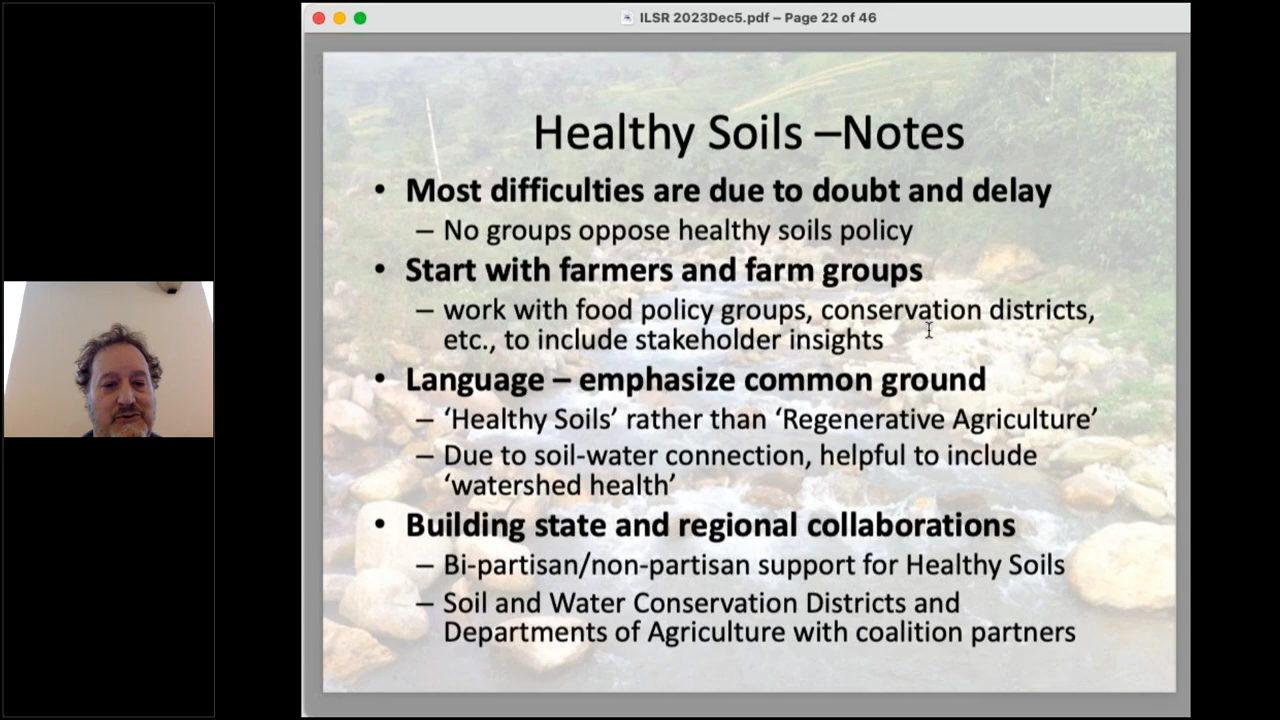 ILSR 2023Dec5.pdf – Page 22 of 46
Healthy Soils –Notes
• Most difficulties are due to doubt and delay
– No groups oppose healthy soils policy
• Start with farmers and farm groups
– work with food policy groups, conservation districts,
etc., to include stakeholder insights
• Language – emphasize common ground
– ‘Healthy Soils’ rather than ‘Regenerative Agriculture’
– Due to soil-water connection, helpful to include
‘watershed health’
• Building state and regional collaborations
– Bi-partisan/non-partisan support for Healthy Soils
– Soil and Water Conservation Districts and
Departments of Agriculture with coalition partners